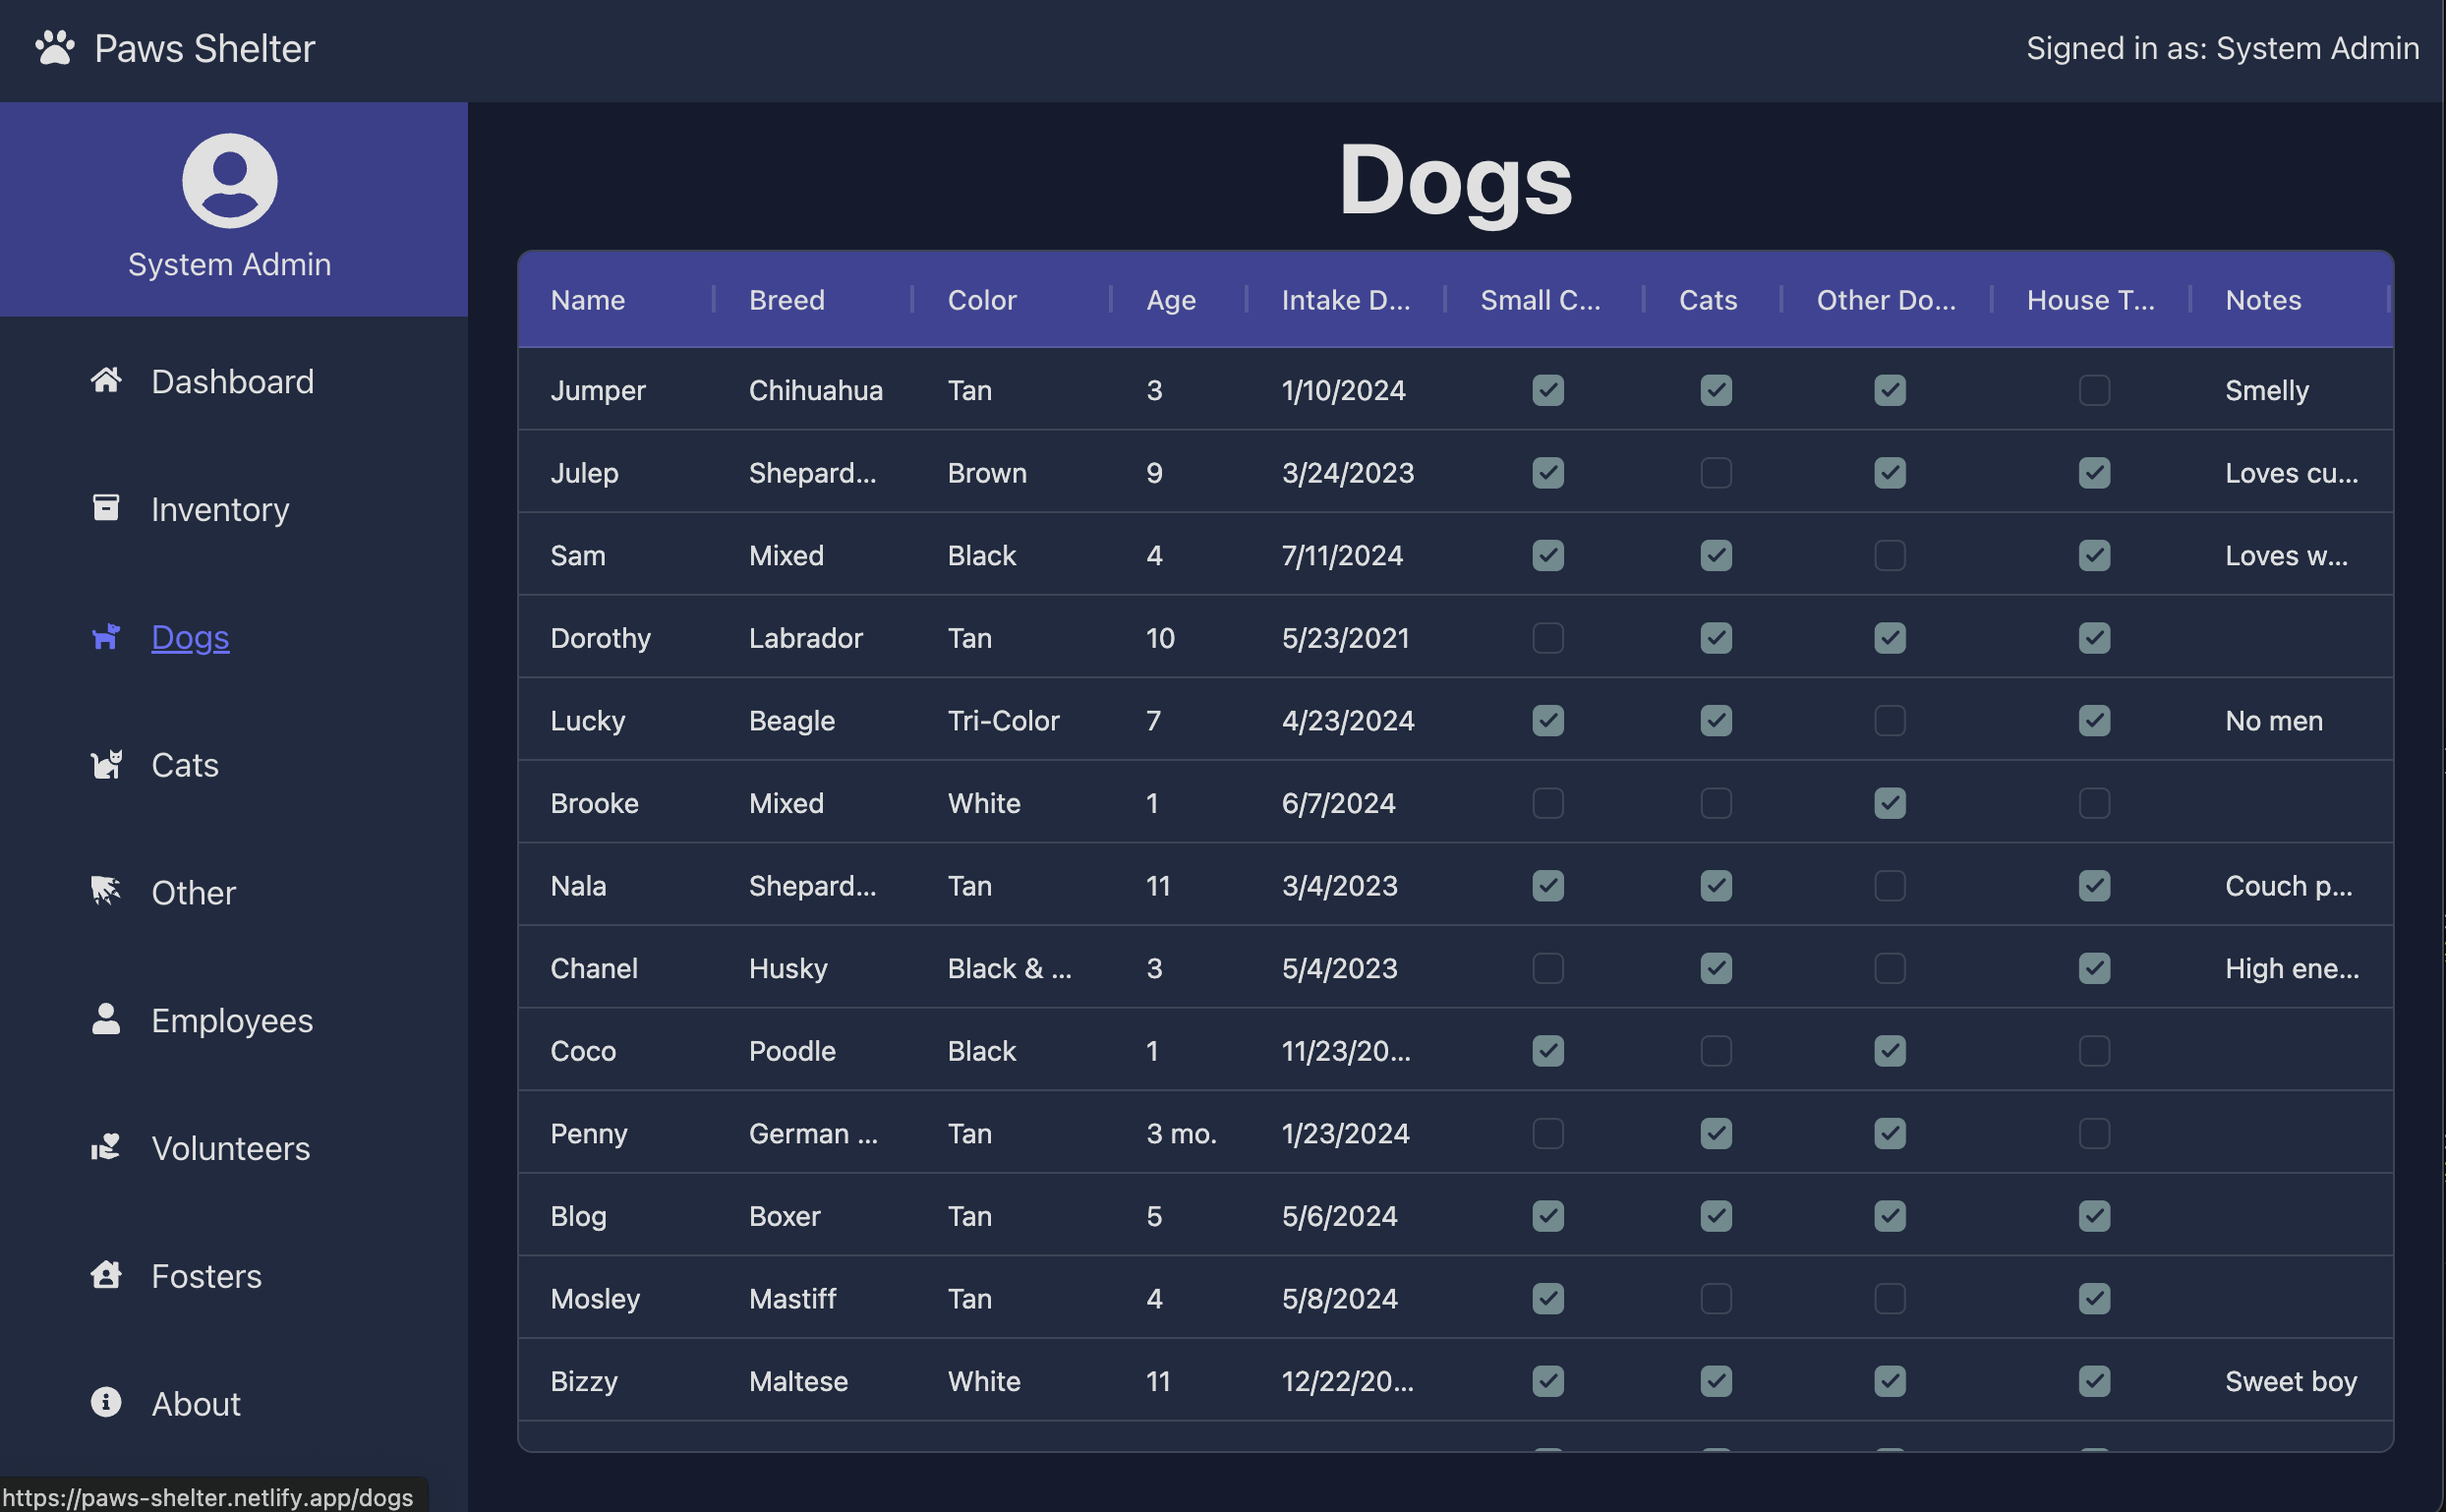 Paws Shelter
Signed in as: System Admin
System Admin
Dashboard
Inventory
Dogs
Cats
Other
Employees
Volunteers
Fosters
About
https://paws-shelter.netlify.app/dogs
Dogs
Name Breed Color Age Intake D... Small C... Cats Other Do... House T... Notes
Jumper Chihuahua Tan 3 1/10/2024 Smelly
Julep Shepard... Brown 9 3/24/2023 Loves cu...
Sam Mixed Black 4 7/11/2024 Loves w...
Dorothy Labrador Tan 10 5/23/2021
Lucky Beagle Tri-Color 7 4/23/2024 No men
Brooke Mixed White 1 6/7/2024
Nala Shepard... Tan 11 3/4/2023 Couch p...
Chanel Husky Black & ... 3 5/4/2023 High ene...
Coco Poodle Black 1 11/23/20...
Penny German ... Tan 3 mo. 1/23/2024
Blog Boxer Tan 5 5/6/2024
Mosley Mastiff Tan 4 5/8/2024
Bizzy Maltese White 11 12/22/20... Sweet boy